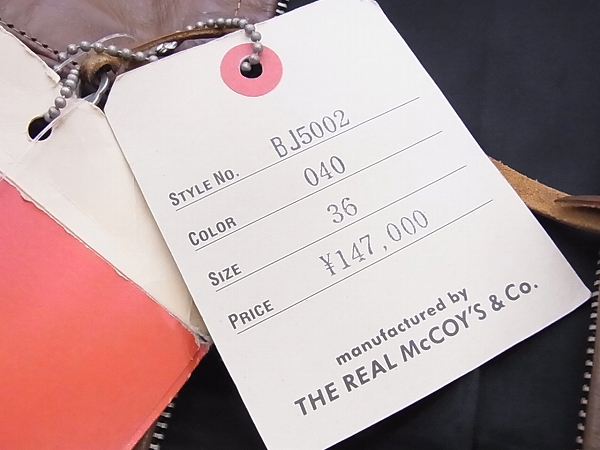 STYLE No. BJ5002
COLOR 040
SIZE 36
PRICE ¥147,000
manufactured by
THE REAL McCOY'S & Co.